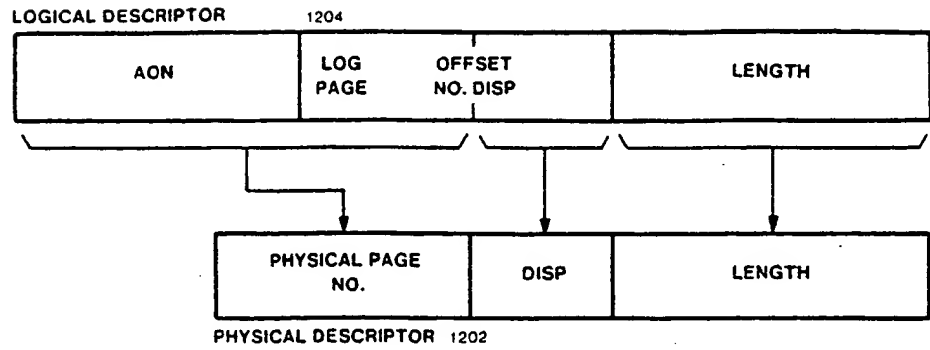 LOGICAL DESCRIPTOR 1204
AON
LOG
PAGE
OFFSET
NO. DISP
LENGTH
PHYSICAL PAGE
NO.
DISP
LENGTH
PHYSICAL DESCRIPTOR 1202